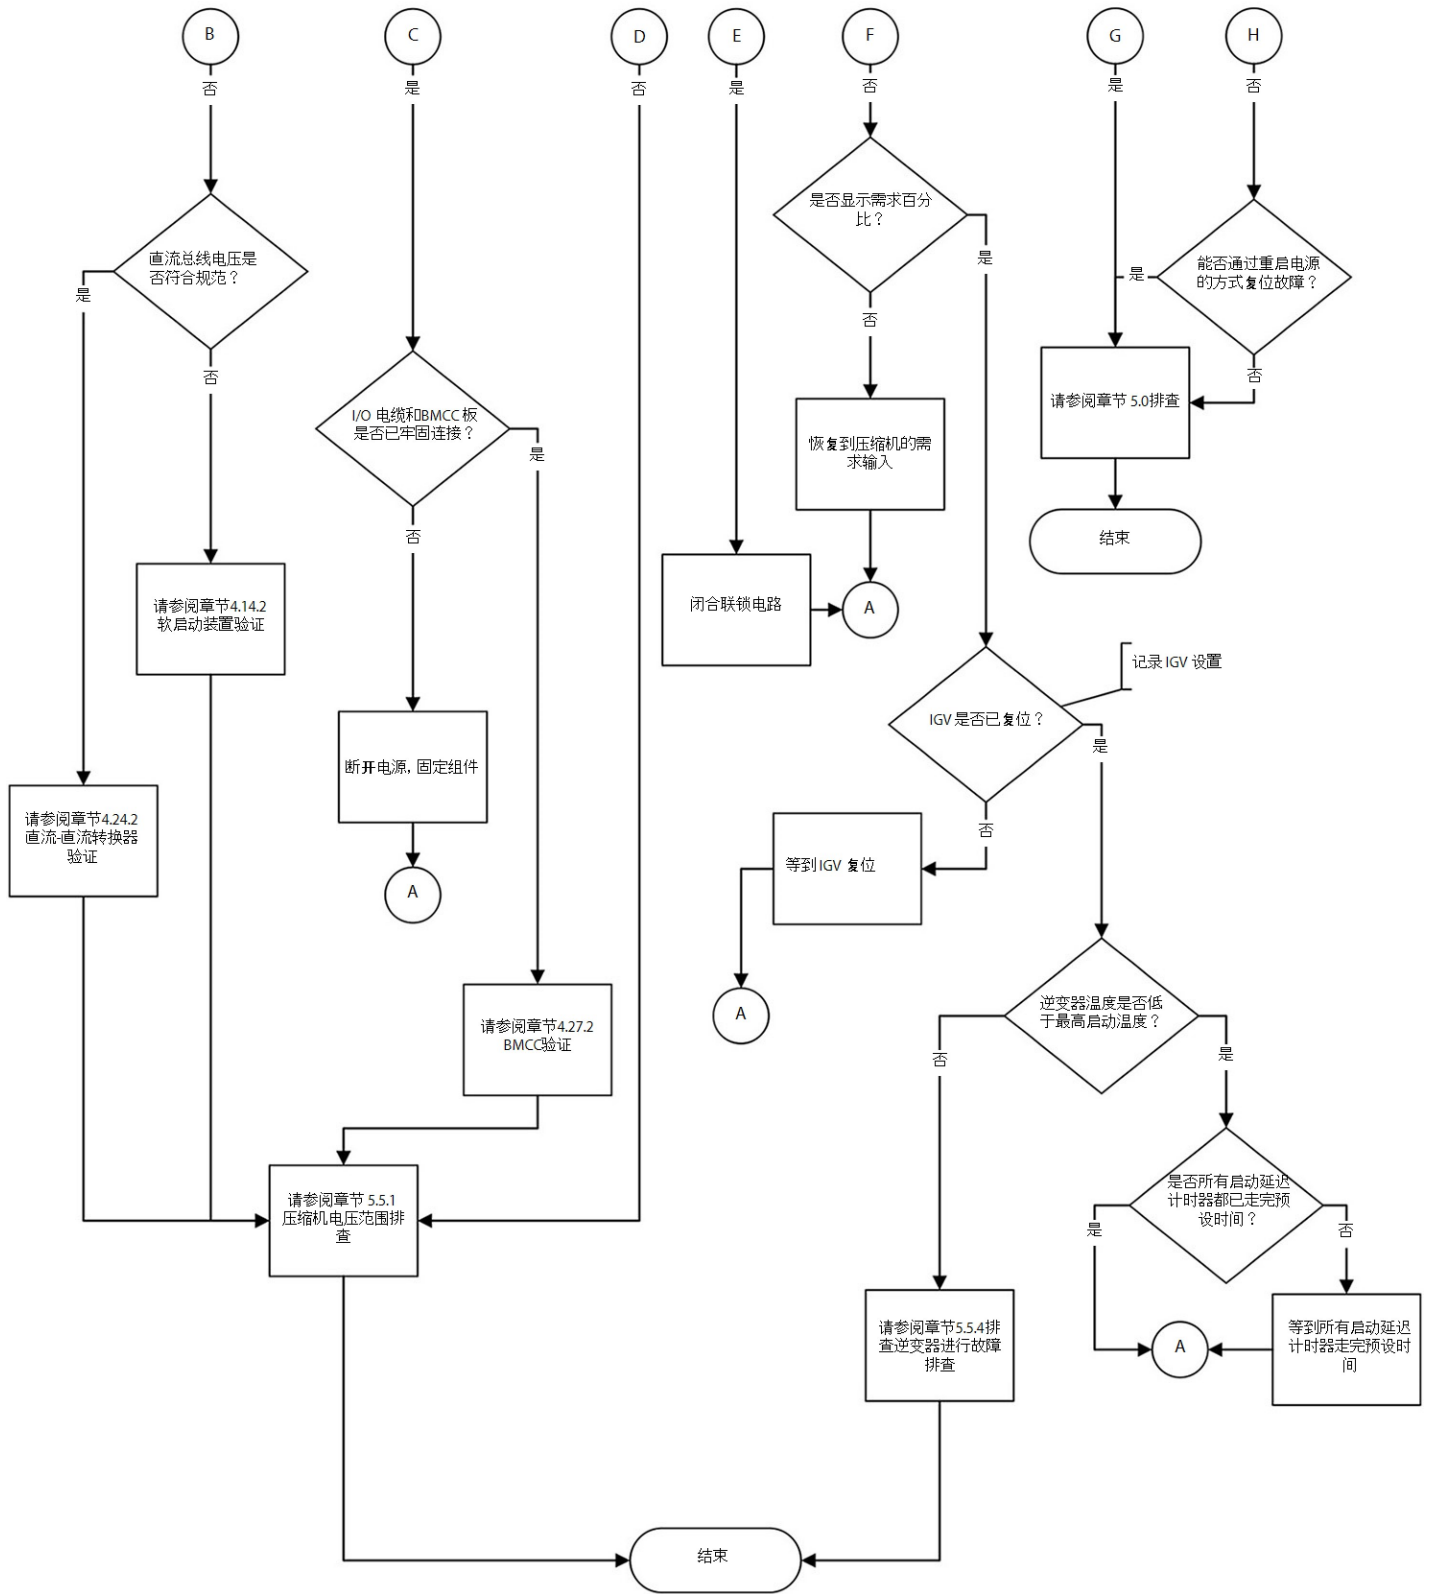 B
C
D
E
F
G
H
否
是
否
是
否
是
否
是否显示需求百分
比？
直流总线电压是
否符合规范？
是
能否通过重启电源
的方式复位故障？
是
是
否
否
否
I/O 电缆和BMCC 板
是否已牢固连接？
请参阅章节 5.0排查
恢复到压缩机的需
求输入
是
否
结束
请参阅章节4.14.2
软启动装置验证
闭合联锁电路
A
记录 IGV 设置
IGV 是否已复位？
是
断开电源，固定组件
请参阅章节4.24.2
直流-直流转换器
验证
否
等到 IGV 复位
A
A
逆变器温度是否低
于最高启动温度？
请参阅章节4.27.2
BMCC验证
否
是
请参阅章节 5.5.1
压缩机电压范围排
查
是否所有启动延迟
计时器都已走完预
设时间？
是
否
请参阅章节5.5.4排
查逆变器进行故障
排查
A
等到所有启动延迟
计时器走完预设时
间
结束